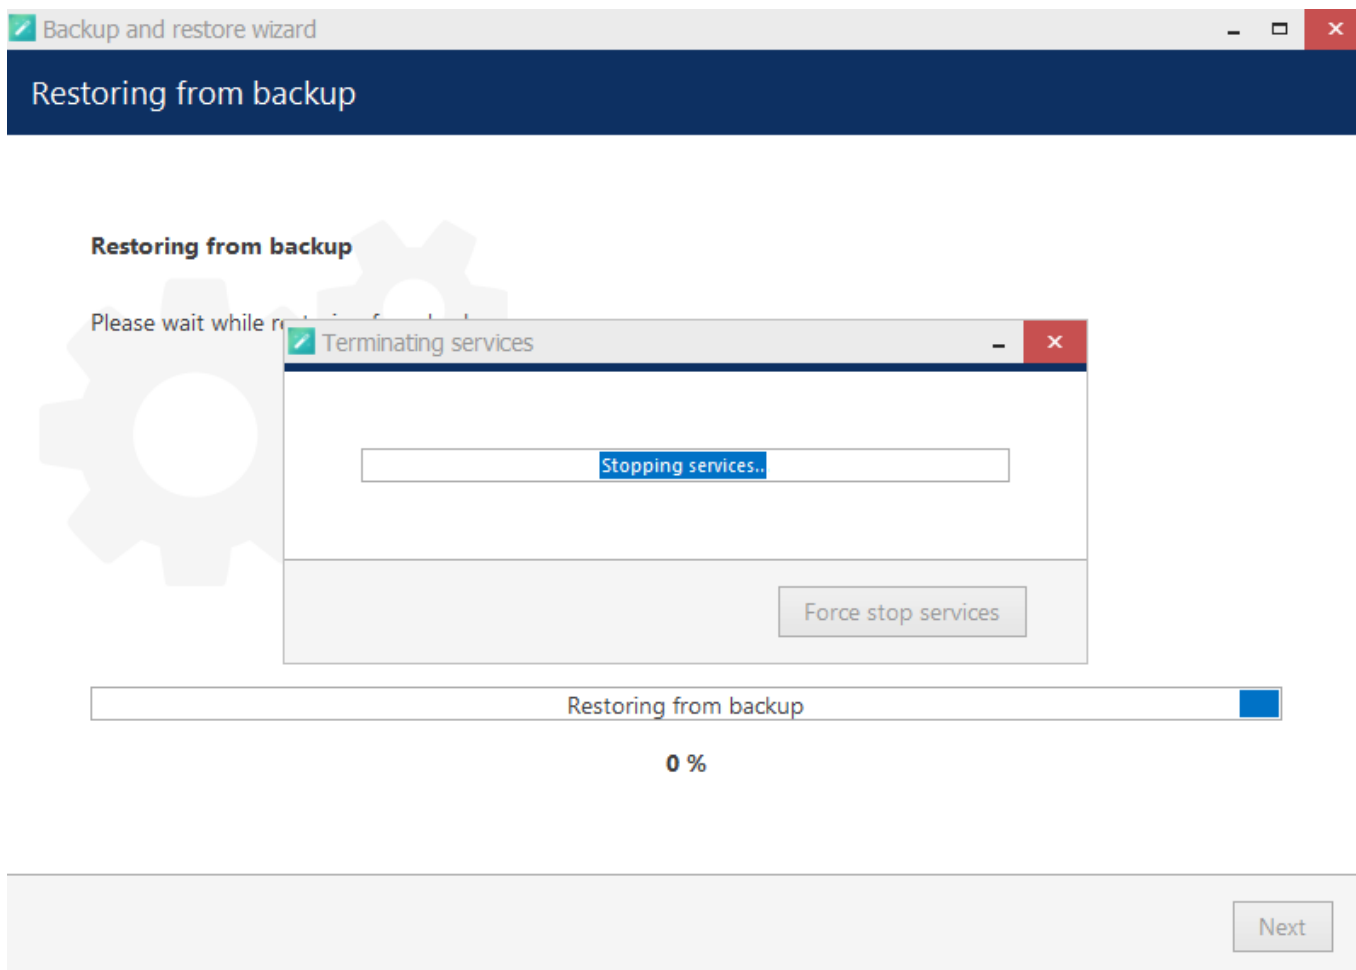 Backup and restore wizard
Restoring from backup
Restoring from backup
Please wait while
Terminating services
Stopping services..
Force stop services
Restoring from backup
0 %
Next